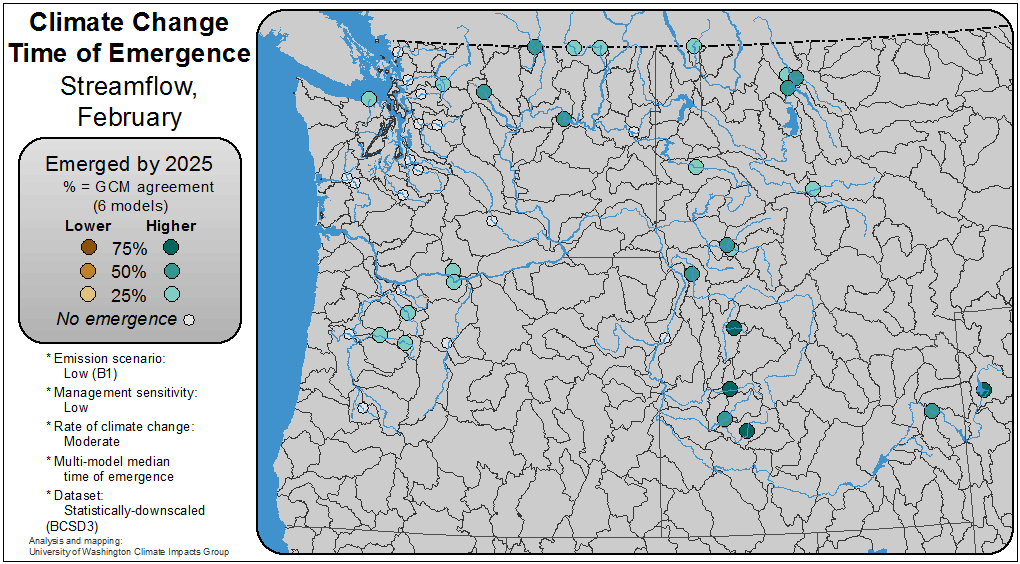 Climate Change
Time of Emergence
Streamflow,
February
Emerged by 2025
% = GCM agreement
(6 models)
Lower Higher
75%
50%
25%
No emergence
* Emission scenario:
Low (B1)
* Management sensitivity:
Low
* Rate of climate change:
Moderate
* Multi-model median
time of emergence
* Dataset:
Statistically-downscaled
(BCSD3)
Analysis and mapping:
University of Washington Climate Impacts Group